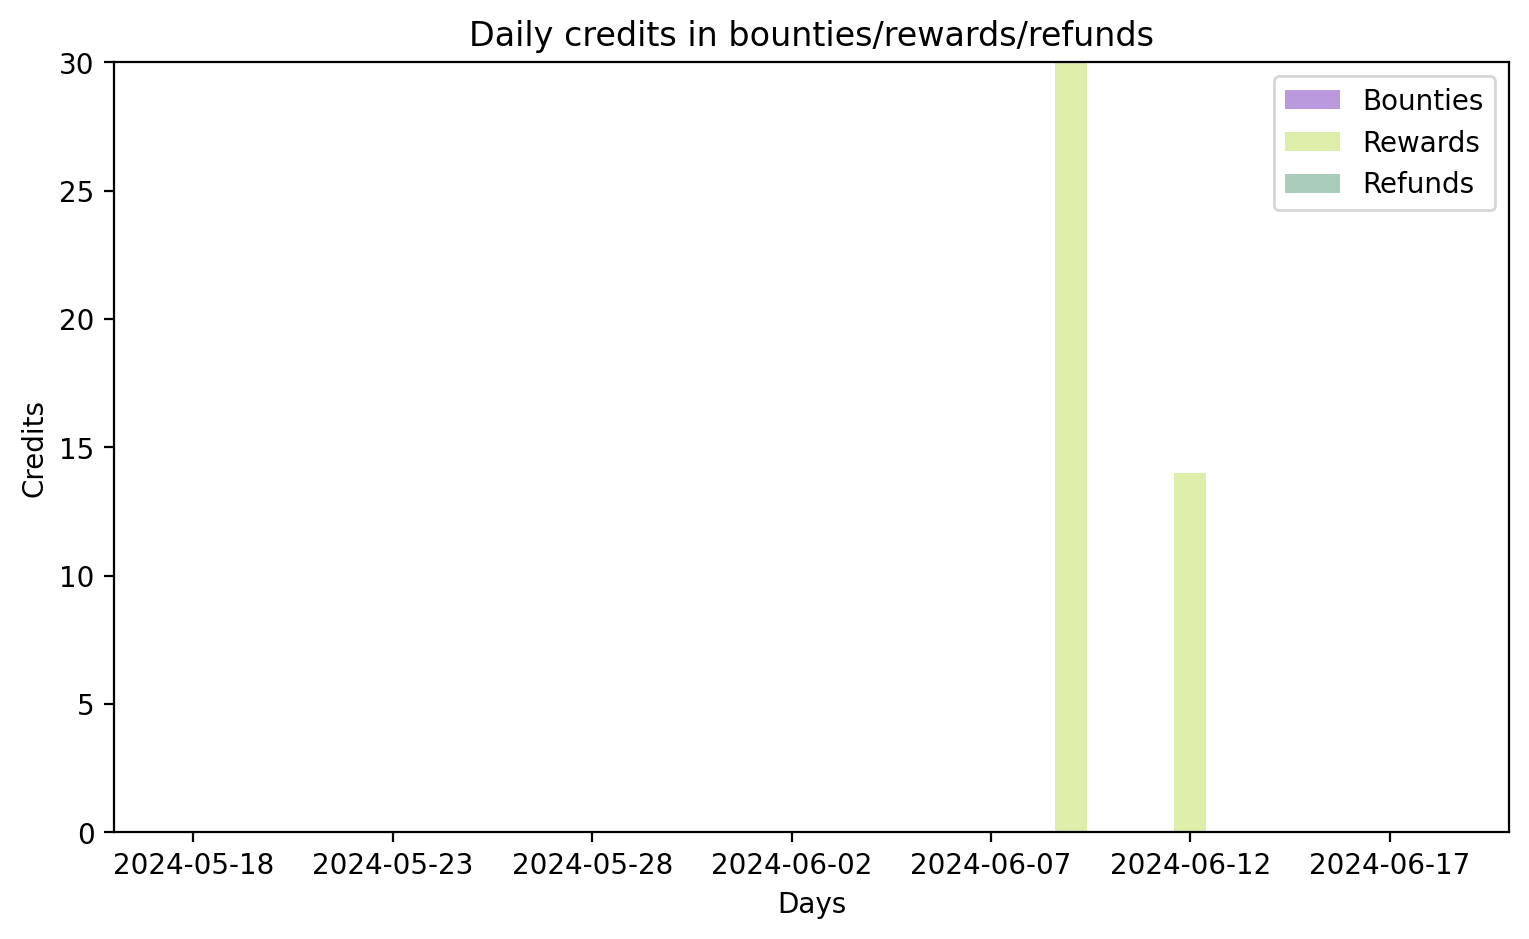 Daily credits in bounties/rewards/refunds
30
25
20
15
10
5
0
Credits
Bounties
Rewards
Refunds
2024-05-18 2024-05-23 2024-05-28 2024-06-02 2024-06-07 2024-06-12 2024-06-17
Days